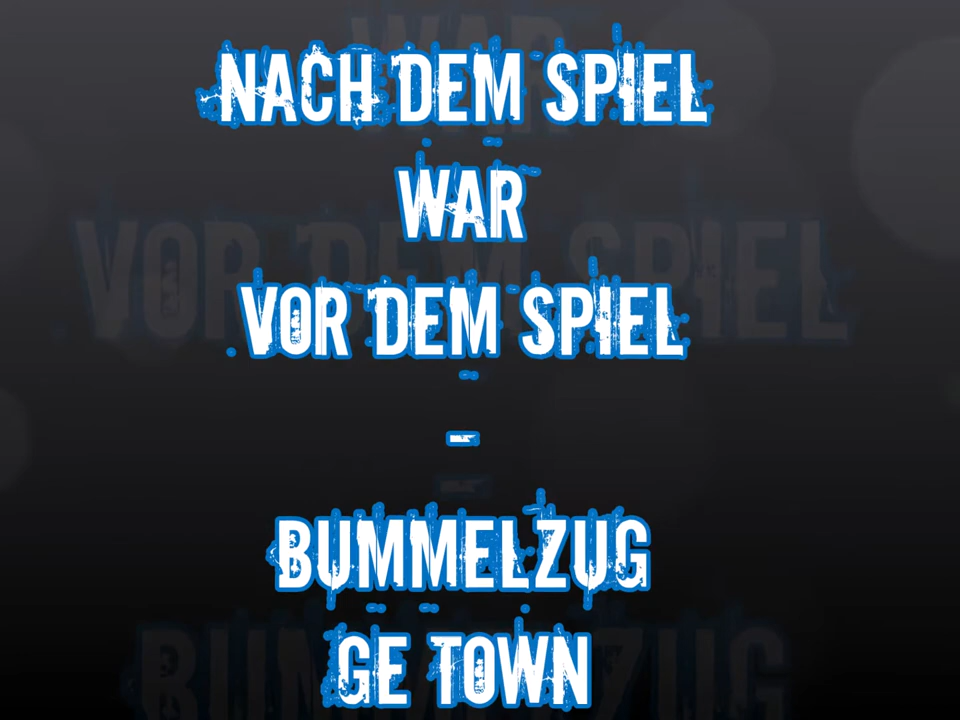 NACH DEM SPIEL
WAR
VOR DEM SPIEL
-
BUMMELZUG
GE TOWN